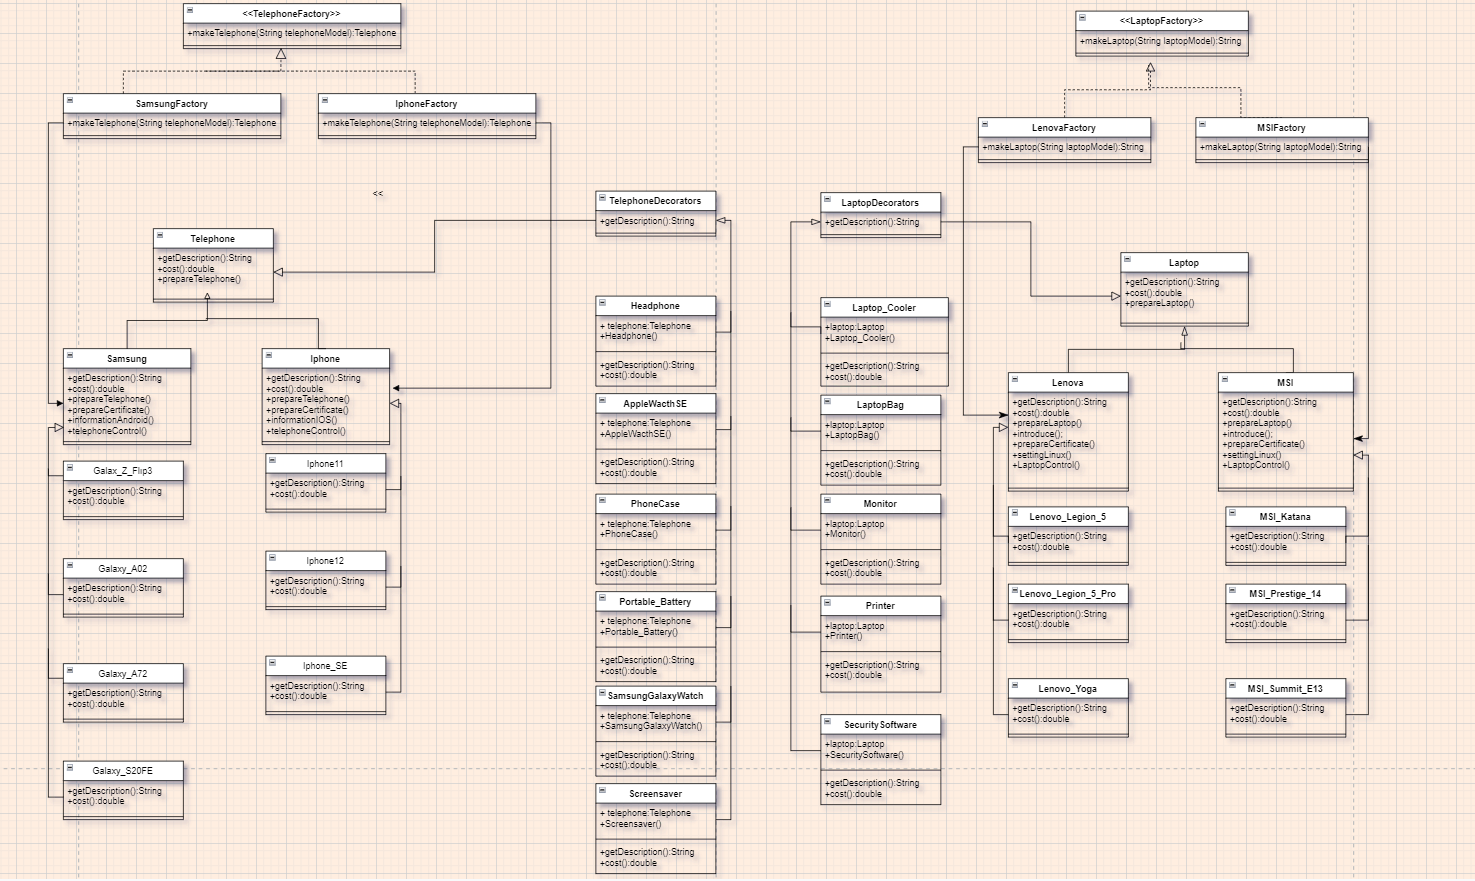 <<TelephoneFactory>>
+makeTelephone(String telephoneModel):Telephone
SamsungFactory
+makeTelephone(String telephoneModel):Telephone
IphoneFactory
+makeTelephone(String telephoneModel):Telephone
<<
Telephone
+getDescription():String
+cost():double
+prepareTelephone()
Samsung
+getDescription():String
+cost():double
+prepareTelephone()
+prepareCertificate()
+informationAndroid()
+telephoneControl()
Iphone
+getDescription():String
+cost():double
+prepareTelephone()
+prepareCertificate()
+informationIOS()
+telephoneControl()
Galax_Z_Flip3
+getDescription():String
+cost():double
Galaxy_A02
+getDescription():String
+cost():double
Galaxy_A72
+getDescription():String
+cost():double
Galaxy_S20FE
+getDescription():String
+cost():double
Iphone11
+getDescription():String
+cost():double
Iphone12
+getDescription():String
+cost():double
Iphone_SE
+getDescription():String
+cost():double
TelephoneDecorators
+getDescription():String
Headphone
+ telephone:Telephone
+Headphone()
+getDescription():String
+cost():double
AppleWacthSE
+ telephone:Telephone
+AppleWacthSE()
+getDescription():String
+cost():double
PhoneCase
+ telephone:Telephone
+PhoneCase()
+getDescription():String
+cost():double
Portable_Battery
+ telephone:Telephone
+Portable_Battery()
+getDescription():String
+cost():double
SamsungGalaxyWatch
+ telephone:Telephone
+SamsungGalaxyWatch()
+getDescription():String
+cost():double
Screensaver
+ telephone:Telephone
+Screensaver()
+getDescription():String
+cost():double
LaptopDecorators
+getDescription():String
Laptop_Cooler
+laptop:Laptop
+Laptop_Cooler()
+getDescription():String
+cost():double
LaptopBag
+laptop:Laptop
+LaptopBag()
+getDescription():String
+cost():double
Monitor
+laptop:Laptop
+Monitor()
+getDescription():String
+cost():double
Printer
+laptop:Laptop
+Printer()
+getDescription():String
+cost():double
SecuritySoftware
+laptop:Laptop
+SecuritySoftware()
+getDescription():String
+cost():double
<<LaptopFactory>>
+makeLaptop(String laptopModel):String
LenovaFactory
+makeLaptop(String laptopModel):String
MSIFactory
+makeLaptop(String laptopModel):String
Laptop
+getDescription():String
+cost():double
+prepareLaptop()
Lenova
+getDescription():String
+cost():double
+prepareLaptop()
+introduce();
+prepareCertificate()
+settingLinux()
+LaptopControl()
MSI
+getDescription():String
+cost():double
+prepareLaptop()
+introduce();
+prepareCertificate()
+settingLinux()
+LaptopControl()
Lenovo_Legion_5
+getDescription():String
+cost():double
Lenovo_Legion_5_Pro
+getDescription():String
+cost():double
Lenovo_Yoga
+getDescription():String
+cost():double
MSI_Katana
+getDescription():String
+cost():double
MSI_Prestige_14
+getDescription():String
+cost():double
MSI_Summit_E13
+getDescription():String
+cost():double